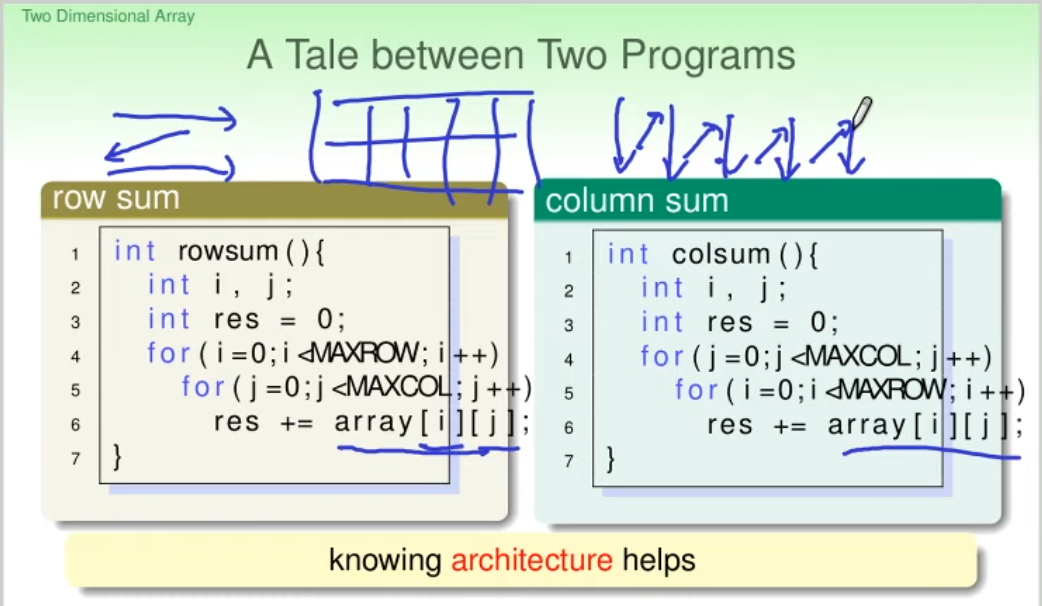 Two Dimensional Array
A Tale between Two Programs
row sum
1 int rowsum(){
2 int i, j;
3 int res = 0;
4 for(i=0;i<MAXROW;i++)
5 for(j=0;j<MAXCOL;j++)
6 res += array[i][j];
7 }
column sum
1 int colsum(){
2 int i, j;
3 int res = 0;
4 for(j=0;j<MAXCOL;j++)
5 for(i=0;i<MAXROW;i++)
6 res += array[i][j];
7 }
knowing architecture helps